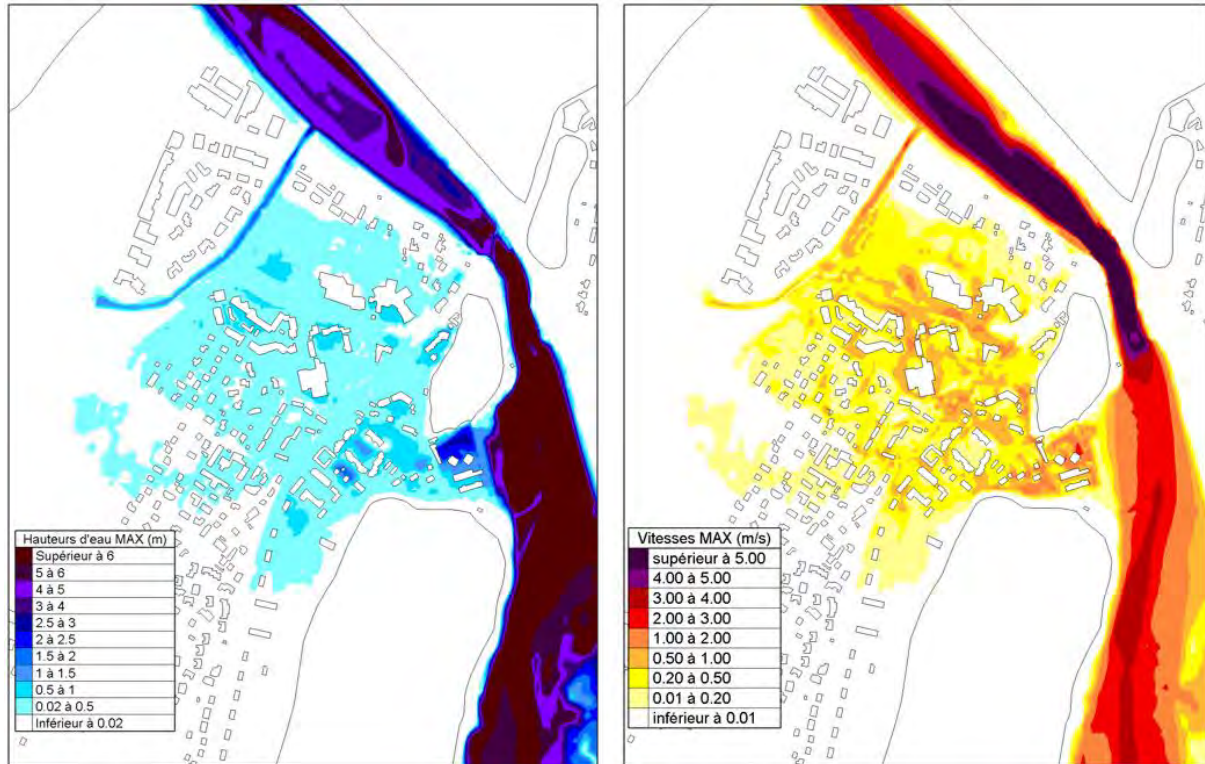 Hauteurs d'eau MAX (m)
Supérieur à 6
5 à 6
4 à 5
3 à 4
2.5 à 3
2 à 2.5
1.5 à 2
1 à 1.5
0.5 à 1
0.02 à 0.5
Inférieur à 0.02
Vitesses MAX (m/s)
supérieur à 5.00
4.00 à 5.00
3.00 à 4.00
2.00 à 3.00
1.00 à 2.00
0.50 à 1.00
0.20 à 0.50
0.01 à 0.20
inférieur à 0.01